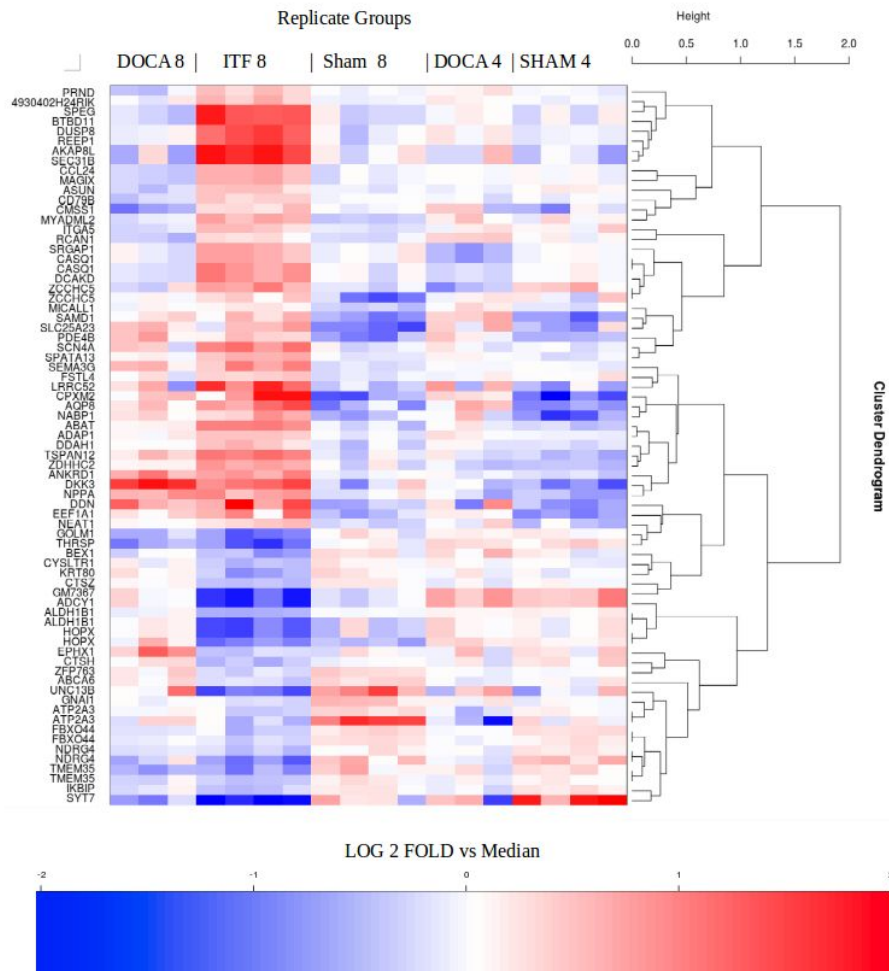 Replicate Groups
Height
DOCA 8 | ITF 8 | Sham 8 | DOCA 4 | SHAM 4
0.0 0.5 1.0 1.5 2.0
PRND
4930402H24RIK
SPEG
BTBD11
DUSP8
REEP1
AKAP8L
SEC31B
CCL24
MAGIX
ASUN
CD79B
CMSS1
MYADML2
ITGA5
RCAN1
SRGAP1
CASQ1
CASQ1
DCAKD
ZCCHC5
ZCCHC5
MICALL1
SAMD1
SLC25A23
PDE4B
SCN4A
SPATA13
SEMA3G
FSTL4
LRRC52
CPXM2
AQP8
NABP1
ABAT
ADAP1
DDAH1
TSPAN12
ZDHHC2
ANKRD1
DKK3
NPPA
DDN
EEF1A1
NEAT1
GOLM1
THRSP
BEX1
CYSLTR1
KRT80
CTSZ
GM7367
ADCY1
ALDH1B1
ALDH1B1
HOPX
HOPX
EPHX1
CTSH
ZFP763
ABCA6
UNC13B
GNAI1
ATP2A3
ATP2A3
FBXO44
FBXO44
NDRG4
NDRG4
TMEM35
TMEM35
IKBIP
SYT7
Cluster Dendrogram
LOG 2 FOLD vs Median
-2 -1 0 1